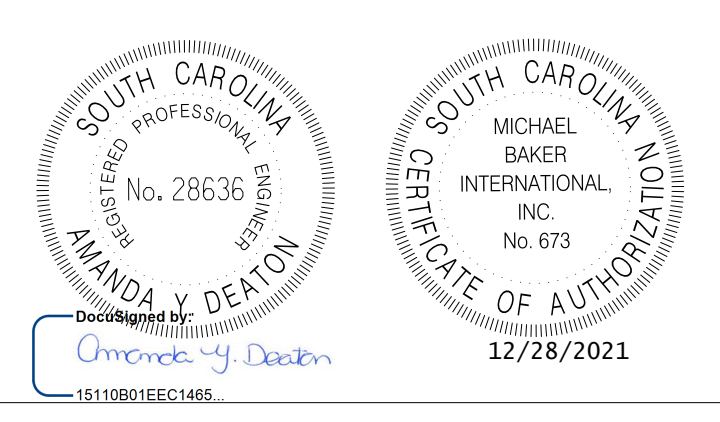 SOUTH CAROLINA
REGISTERED PROFESSIONAL ENGINEER
No. 28636
AMANDA Y DEATON
DocuSigned by:
Amanda Y. Deaton
15110B01EEC1465...
SOUTH CAROLINA
CERTIFICATE OF AUTHORIZATION
MICHAEL
BAKER
INTERNATIONAL,
INC.
No. 673
12/28/2021